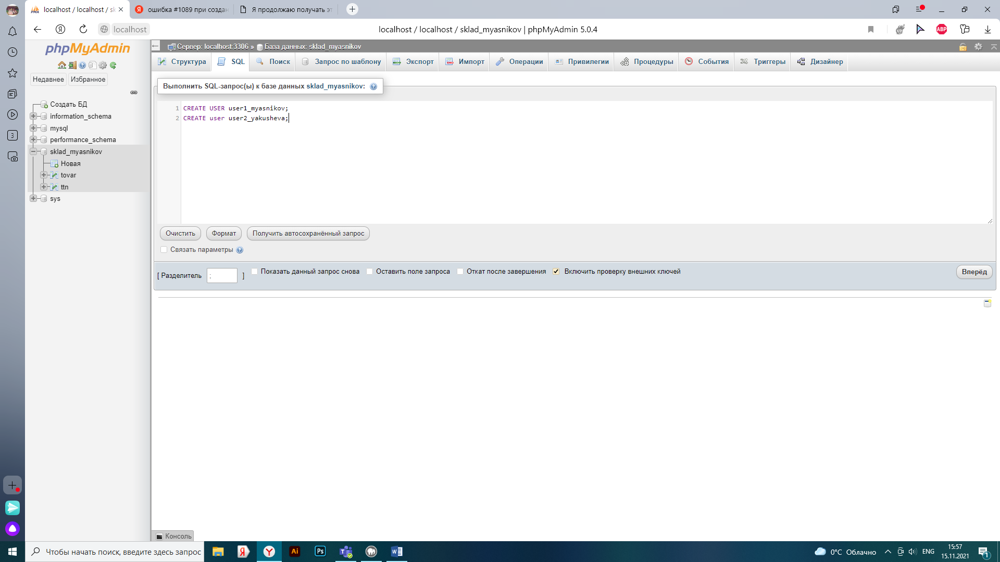 localhost / localhost / sk
ошибка #1089 при создан
Я продолжаю получать эт
localhost
localhost / localhost / sklad_myasnikov | phpMyAdmin 5.0.4
ABP
phpMyAdmin
Недавнее
Избранное
Создать БД
information_schema
mysql
performance_schema
sklad_myasnikov
Новая
tovar
ttn
sys
Сервер: localhost:3306 » База данных: sklad_myasnikov
Структура
SQL
Поиск
Запрос по шаблону
Экспорт
Импорт
Операции
Привилегии
Процедуры
События
Триггеры
Дизайнер
Выполнить SQL-запрос(ы) к базе данных sklad_myasnikov:
1 CREATE USER user1_myasnikov;
2 CREATE user user2_yakusheva;
Очистить
Формат
Получить автосохранённый запрос
Связать параметры
[ Разделитель ; ]
Показать данный запрос снова
Оставить поле запроса
Откат после завершения
Включить проверку внешних ключей
Вперёд
Консоль
3
Чтобы начать поиск, введите здесь запрос
Ai
Ps
0°C Облачно
ENG
15:57
15.11.2021
1